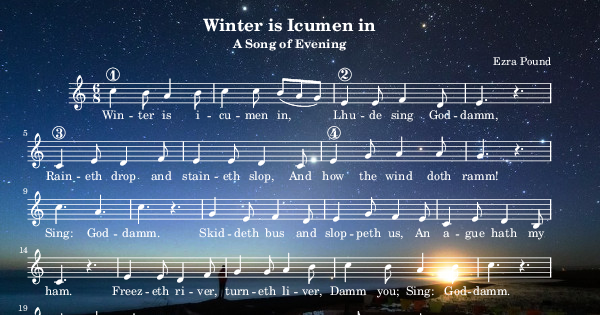 Winter is Icumen in
A Song of Evening
Ezra Pound
6 8
1 2
Win - ter is i - cu - men in, Lhu - de sing God - damm,
5
3 4
Rain - eth drop and stain - eth slop, And how the wind doth ramm!
9
Sing: God - damm. Skid - deth bus and slop - peth us, An a - gue hath my
14
ham. Freez - eth ri - ver, turn - eth li - ver, Damm you; Sing: God - damm.
19